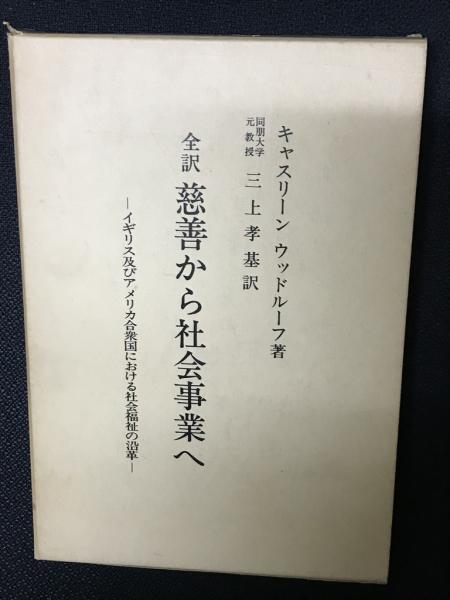 キャスリーン ウッドルーフ著
同朋大学
元教授
三上孝基訳
全訳 慈善から社会事業へ
―イギリス及びアメリカ合衆国における社会福祉の沿革―